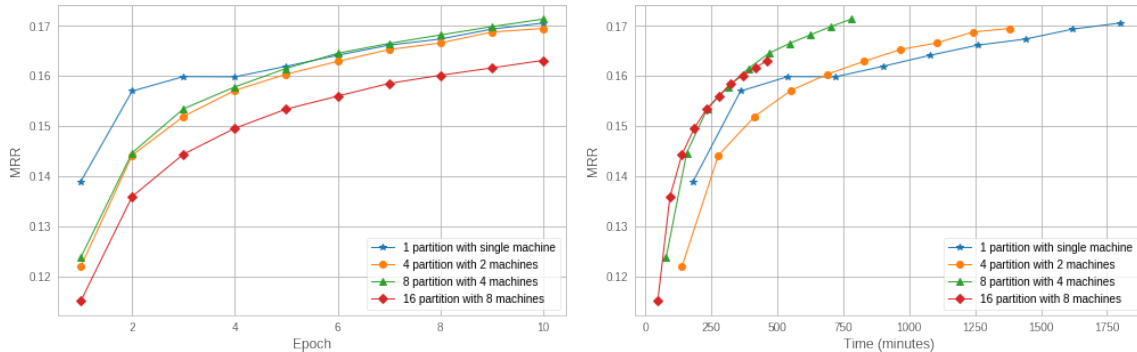 0.17
0.16
0.15
0.14
0.13
0.12
MRR
2
4
6
8
10
Epoch
1 partition with single machine
4 partition with 2 machines
8 partition with 4 machines
16 partition with 8 machines
0.17
0.16
0.15
0.14
0.13
0.12
MRR
0
250
500
750
1000
1250
1500
1750
Time (minutes)
1 partition with single machine
4 partition with 2 machines
8 partition with 4 machines
16 partition with 8 machines